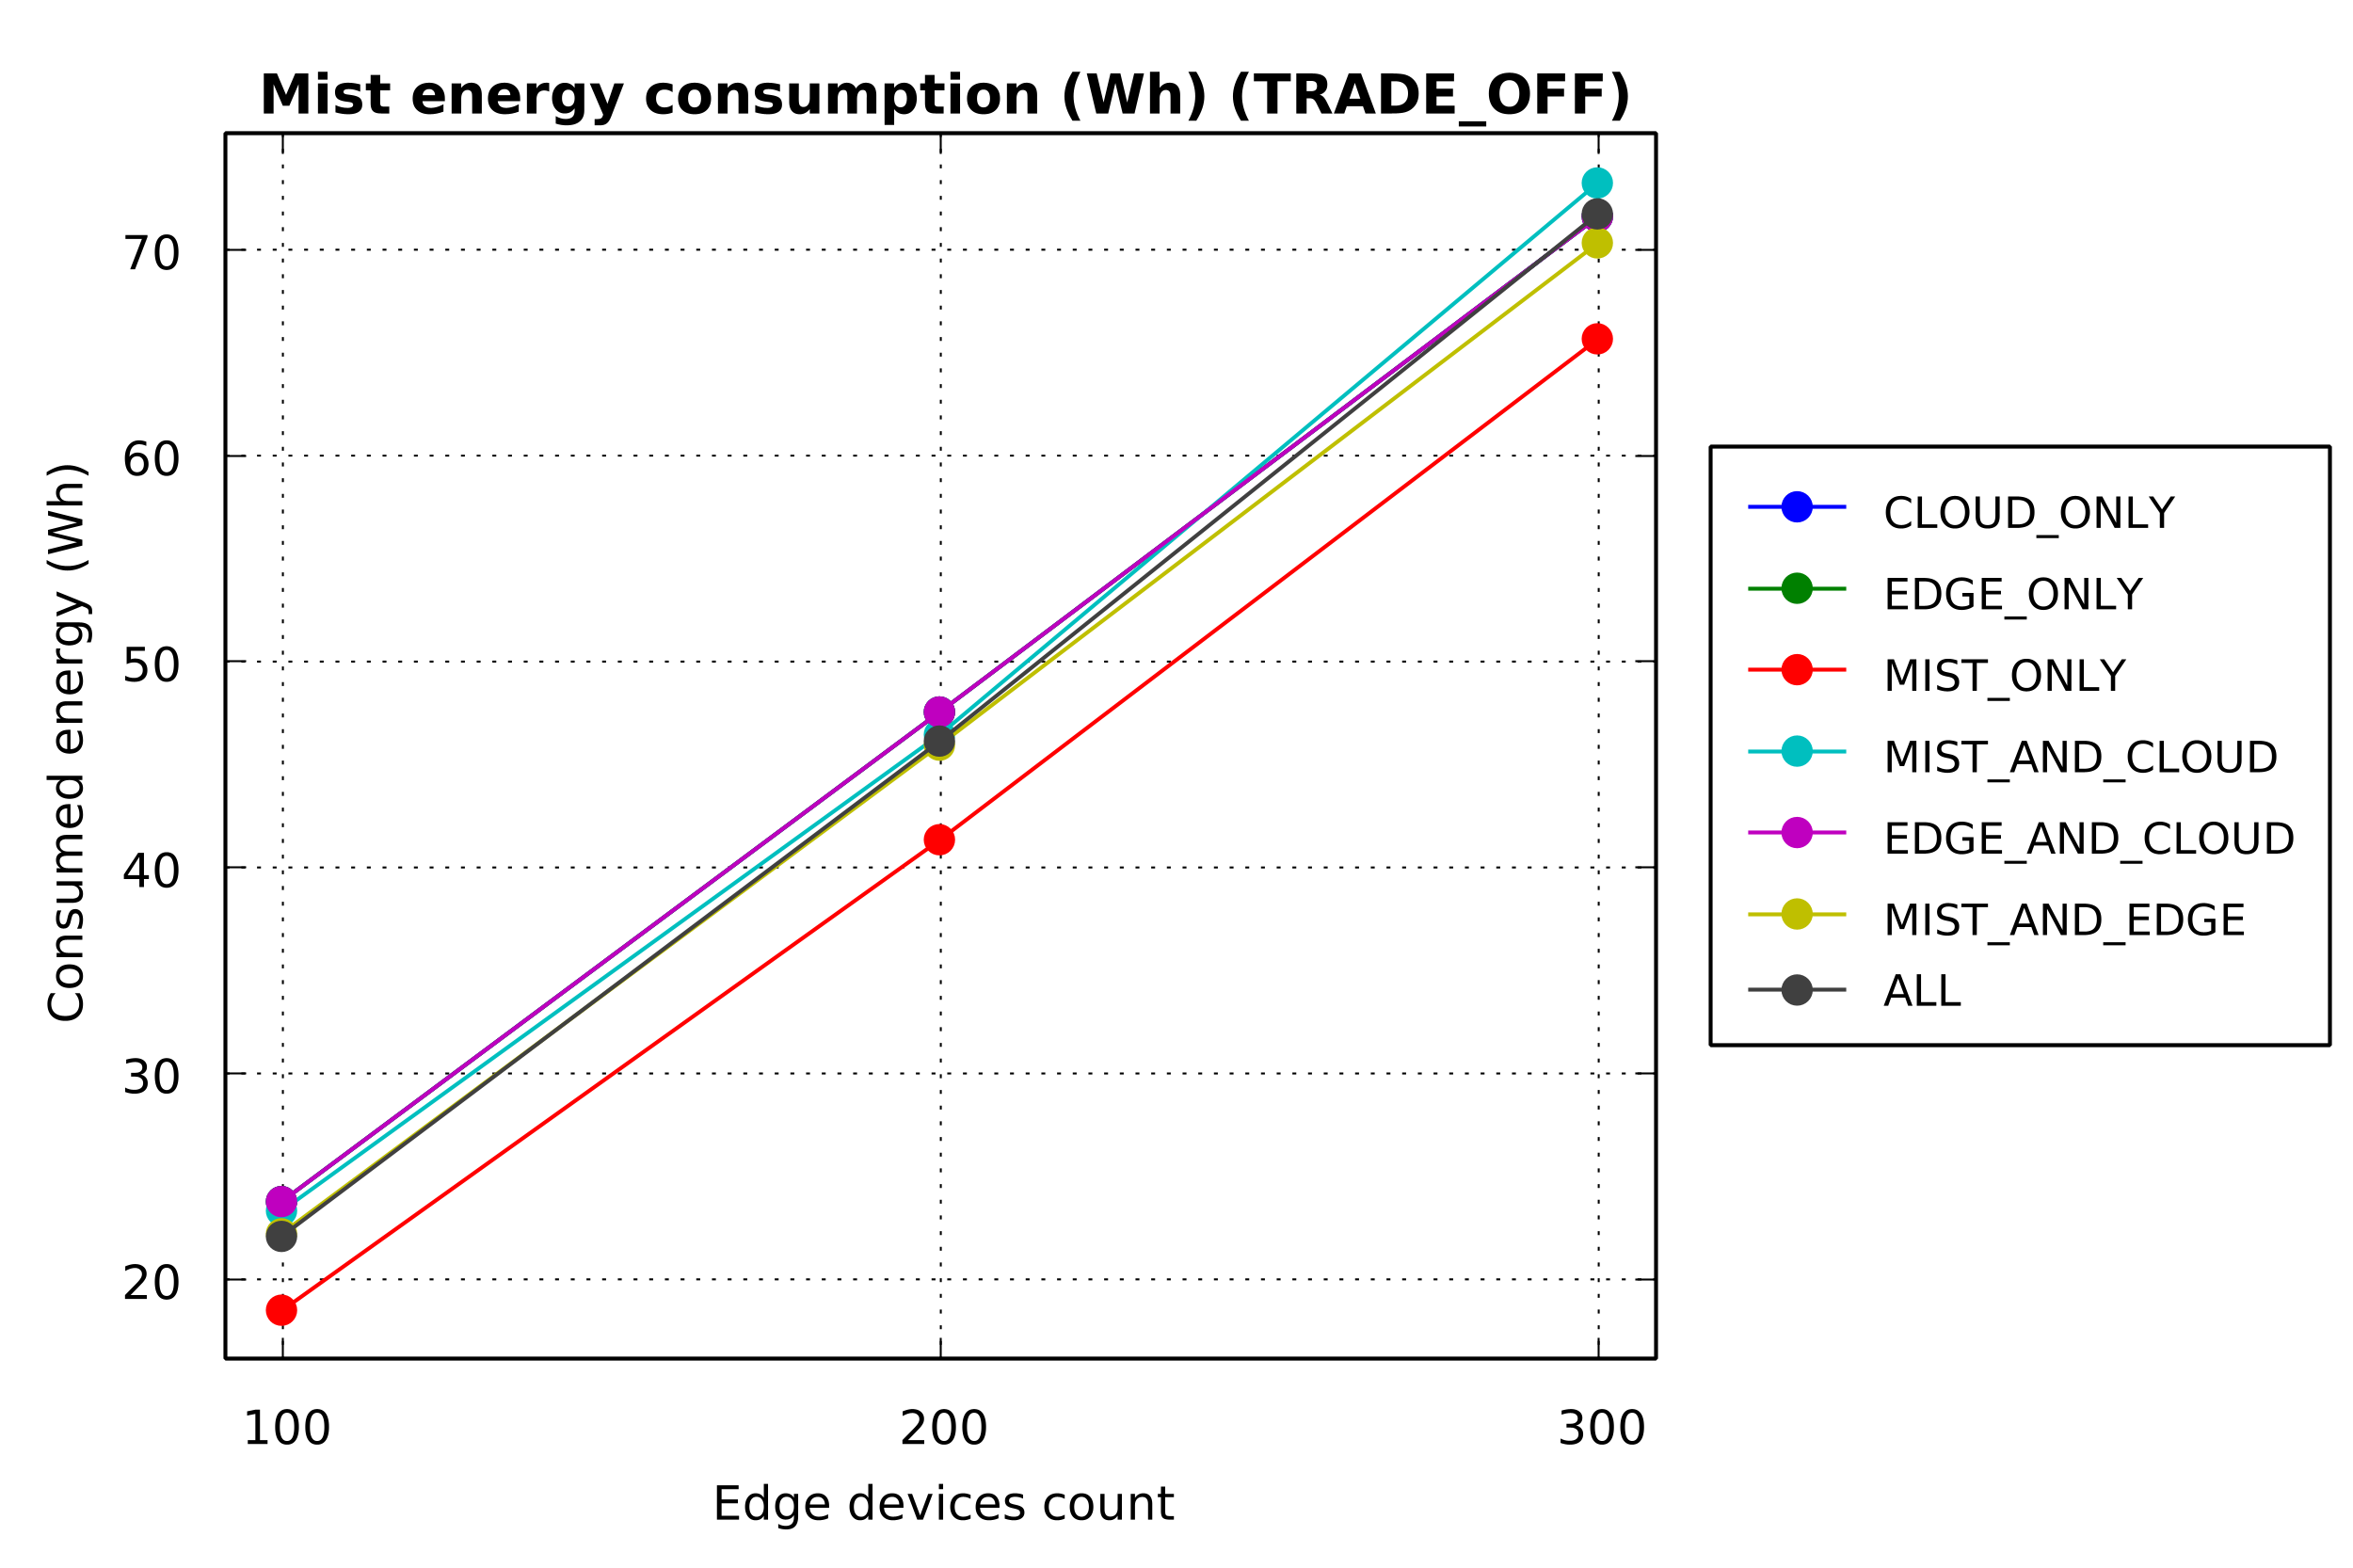 Mist energy consumption (Wh) (TRADE_OFF)
70
60
50
40
30
20
Consumed energy (Wh)
100
200
300
Edge devices count
CLOUD_ONLY
EDGE_ONLY
MIST_ONLY
MIST_AND_CLOUD
EDGE_AND_CLOUD
MIST_AND_EDGE
ALL